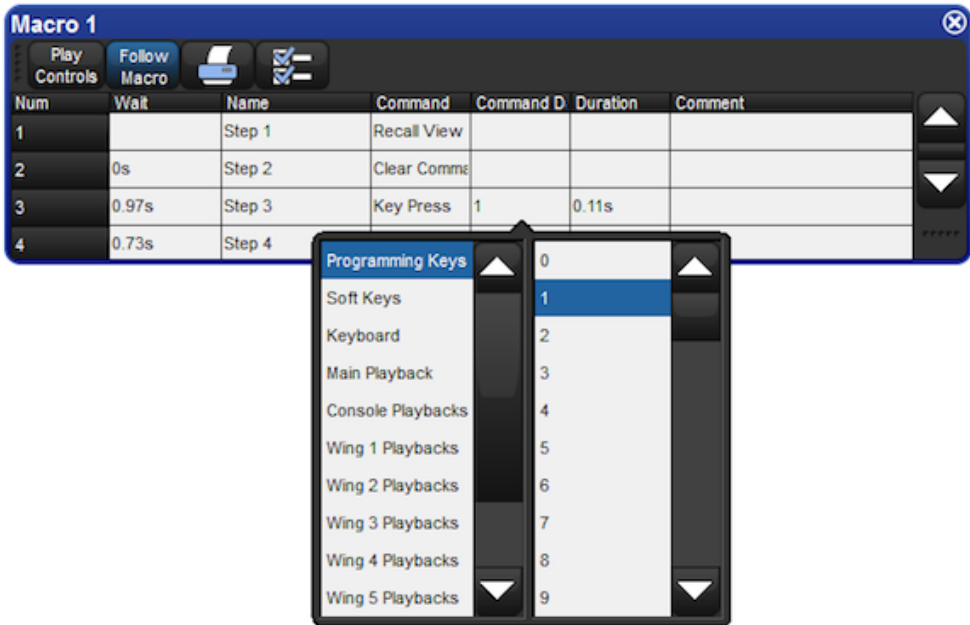 Macro 1
Play Controls Follow Macro
Num Wait Name Command Command D Duration Comment
1 Step 1 Recall View
2 0s Step 2 Clear Comma
3 0.97s Step 3 Key Press 1 0.11s
4 0.73s Step 4
Programming Keys 0
Soft Keys 1
Keyboard 2
Main Playback 3
Console Playbacks 4
Wing 1 Playbacks 5
Wing 2 Playbacks 6
Wing 3 Playbacks 7
Wing 4 Playbacks 8
Wing 5 Playbacks 9